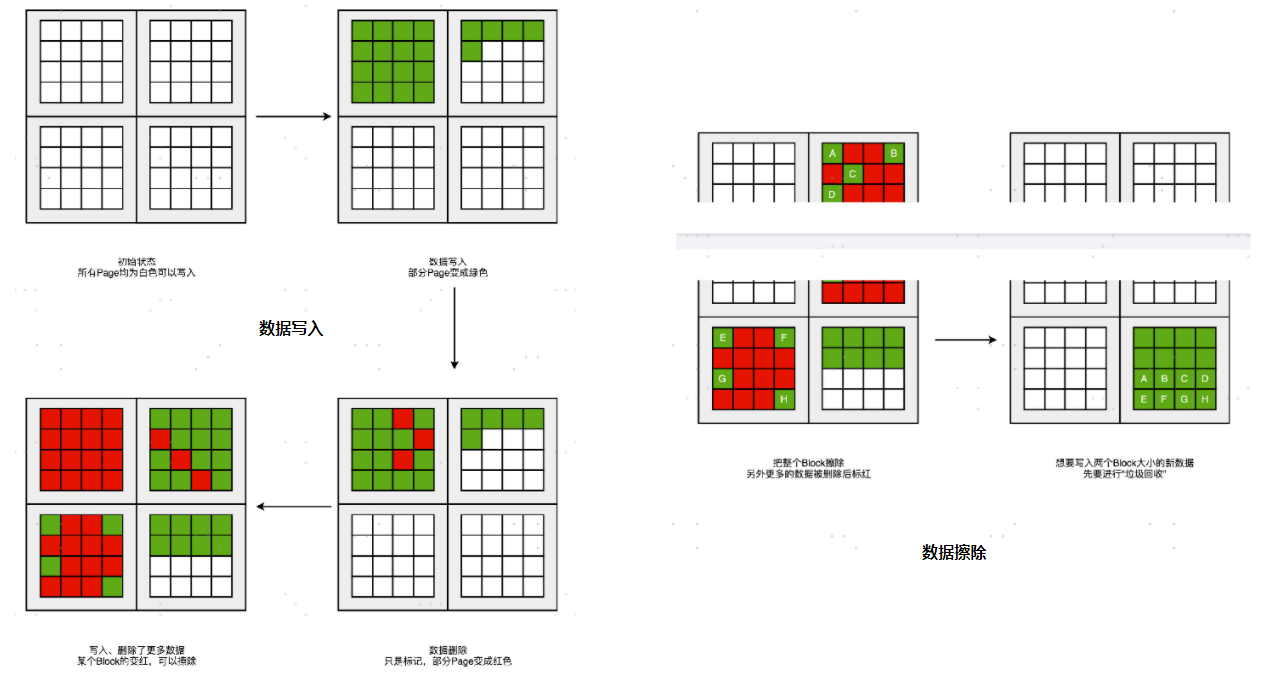 初始状态
所有Page均为白色可以写入
数据写入
部分Page变成绿色
数据写入
写入、删除了更多数据
某个Block的变红，可以擦除
数据删除
只是标记，部分Page变成红色
A
B
C
D
E
F
G
H
A B C D
E F G H
把整个Block擦除
另外更多的数据被删除后标红
想要写入两个Block大小的新数据
先要进行“垃圾回收”
数据擦除